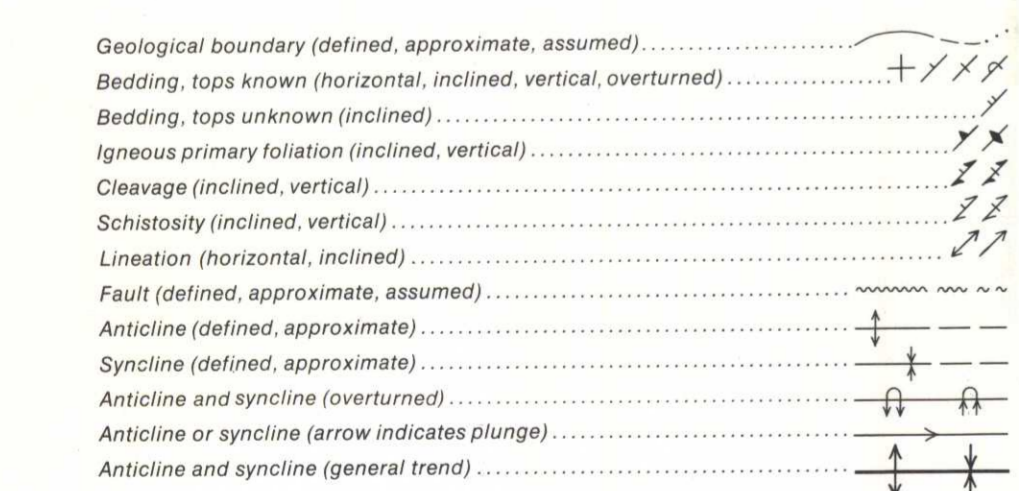 Geological boundary (defined, approximate, assumed)
Bedding, tops known (horizontal, inclined, vertical, overturned)
Bedding, tops unknown (inclined)
Igneous primary foliation (inclined, vertical)
Cleavage (inclined, vertical)
Schistosity (inclined, vertical)
Lineation (horizontal, inclined)
Fault (defined, approximate, assumed)
Anticline (defined, approximate)
Syncline (defined, approximate)
Anticline and syncline (overturned)
Anticline or syncline (arrow indicates plunge)
Anticline and syncline (general trend)